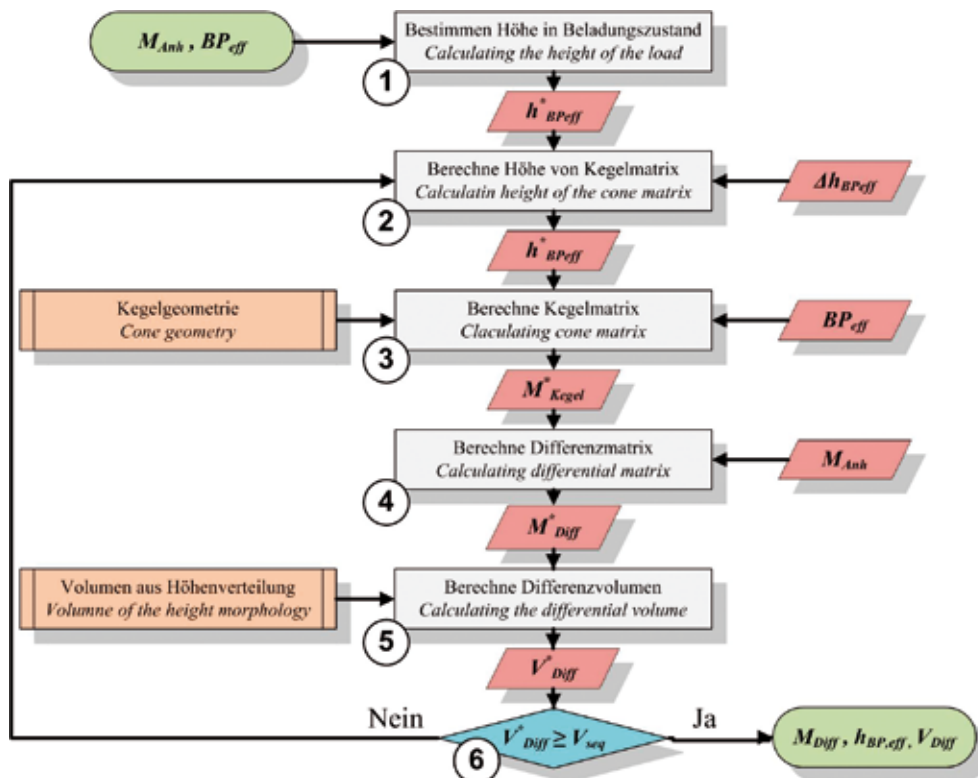 M_Anh , BP_eff
Bestimmen Höhe in Beladungszustand
Calculating the height of the load
1
h*_BPeff
Berechne Höhe von Kegelmatrix
Calculatin height of the cone matrix
2
Δh_BPeff
h*_BPeff
Kegelgeometrie
Cone geometry
Berechne Kegelmatrix
Claculating cone matrix
3
BP_eff
M*_Kegel
Berechne Differenzmatrix
Calculating differential matrix
4
M_Anh
M*_Diff
Volumen aus Höhenverteilung
Volumne of the height morphology
Berechne Differenzvolumen
Calculating the differential volume
5
V*_Diff
Nein
V*_Diff ≥ V_seq
6
Ja
M_Diff , h_BP,eff , V_Diff